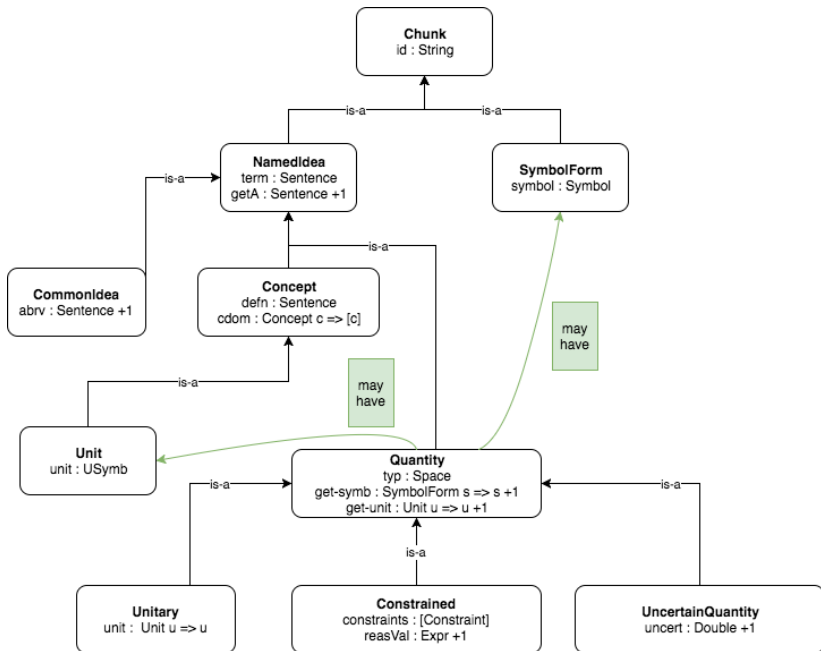 Chunk
id : String
is-a
is-a
NamedIdea
term : Sentence
getA : Sentence +1
SymbolForm
symbol : Symbol
is-a
is-a
CommonIdea
abrv : Sentence +1
Concept
defn : Sentence
cdom : Concept c => [c]
may
have
is-a
may
have
Unit
unit : USymb
Quantity
typ : Space
get-symb : SymbolForm s => s +1
get-unit : Unit u => u +1
is-a
is-a
is-a
Unitary
unit :  Unit u => u
Constrained
constraints : [Constraint]
reasVal : Expr +1
UncertainQuantity
uncert : Double +1